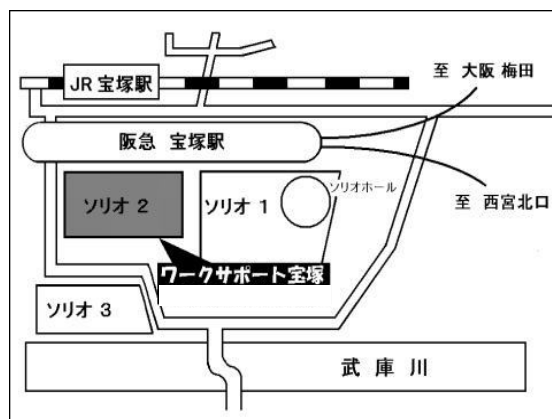 JR 宝塚駅
至 大阪 梅田
阪急 宝塚駅
ソリオホール
ソリオ 2
ソリオ 1
至 西宮北口
ワークサポート宝塚
ソリオ 3
武 庫 川